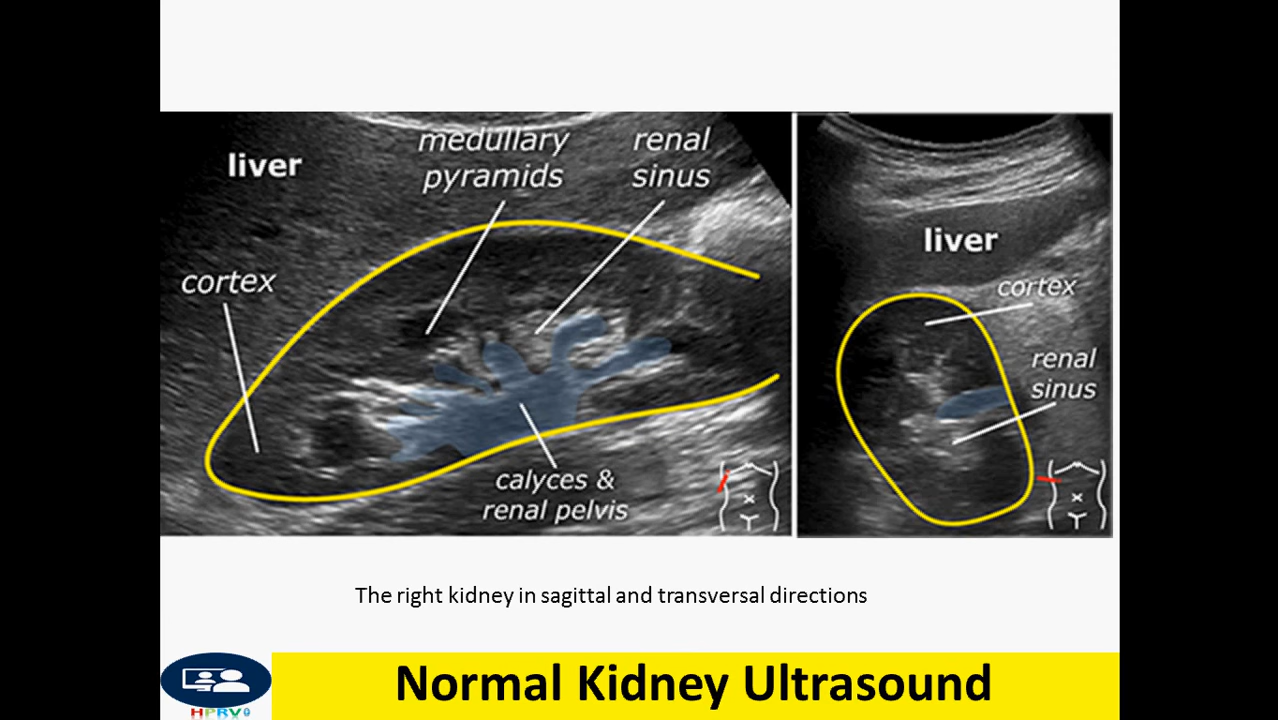 liver
medullary
pyramids
renal
sinus
cortex
calyces &
renal pelvis
liver
cortex
renal
sinus
The right kidney in sagittal and transversal directions
Normal Kidney Ultrasound
HPRV